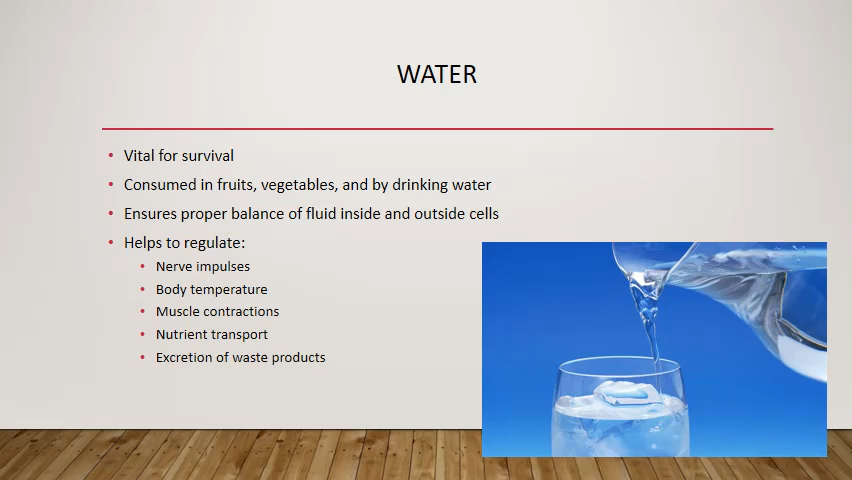 WATER
• Vital for survival
• Consumed in fruits, vegetables, and by drinking water
• Ensures proper balance of fluid inside and outside cells
• Helps to regulate:
• Nerve impulses
• Body temperature
• Muscle contractions
• Nutrient transport
• Excretion of waste products